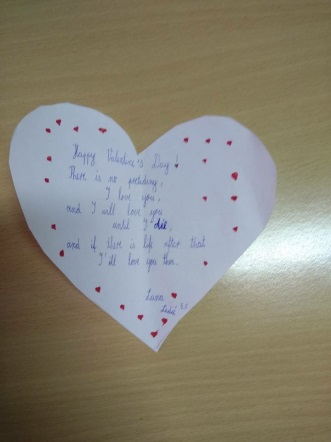 Happy Valentine's Day!
There is no pretending,
I love you,
and I will love you
until I die,
and if there is life after that
I'll love you then.